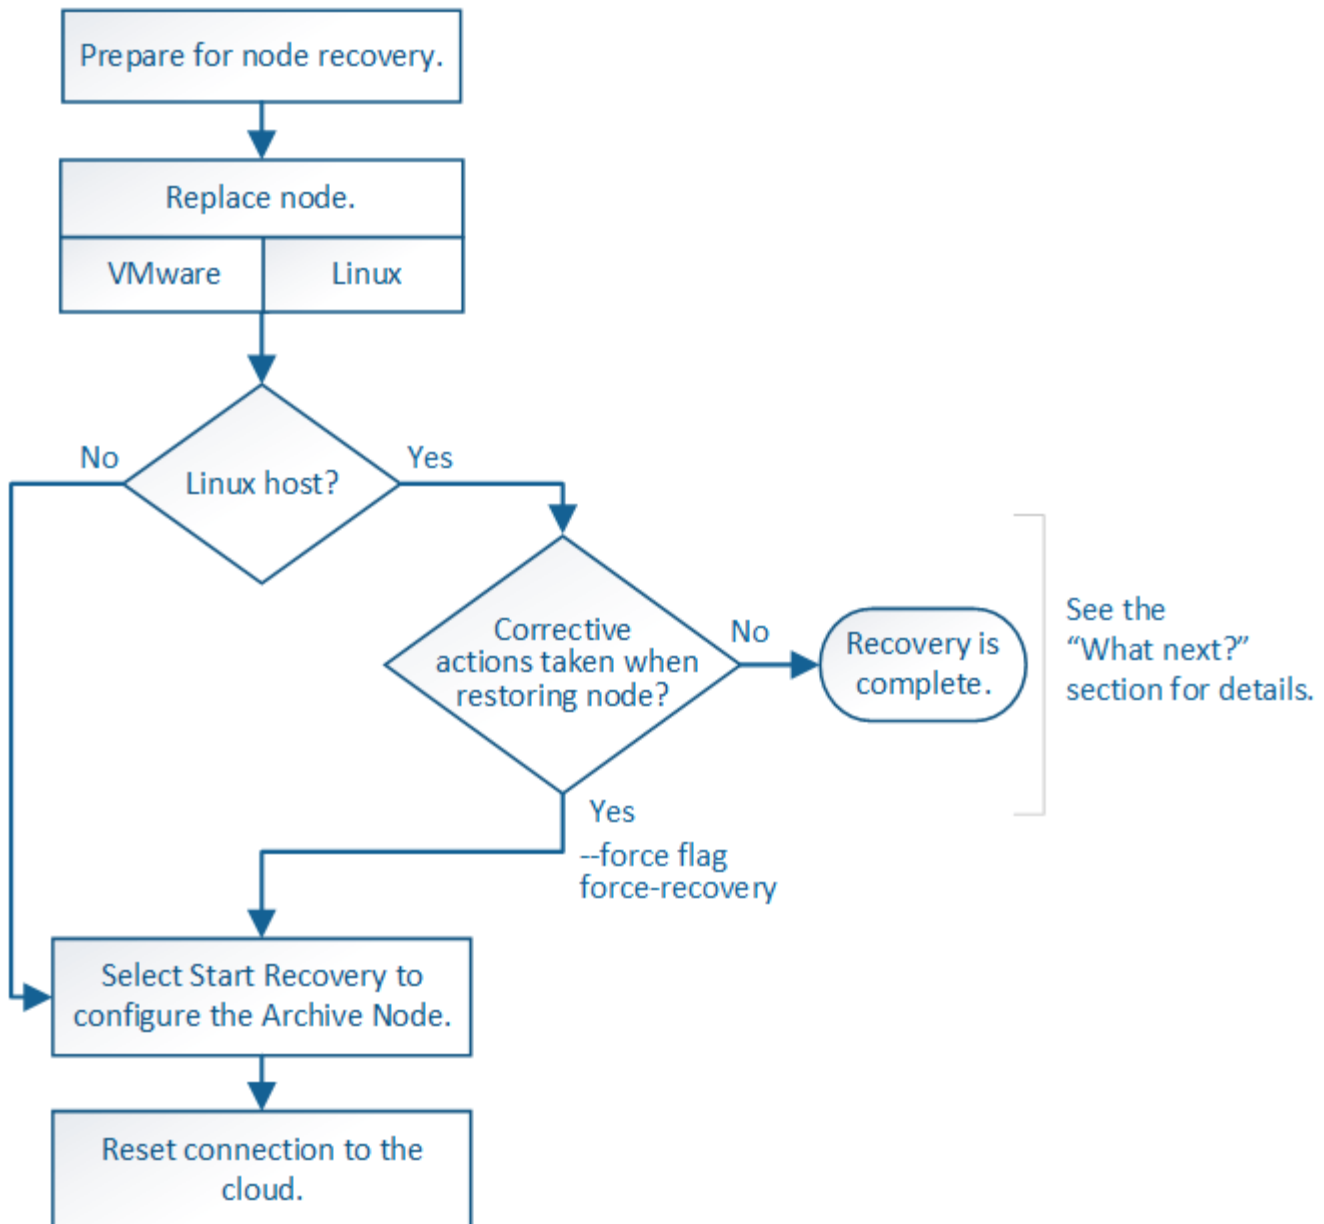 Prepare for node recovery.
Replace node.
VMware
Linux
Linux host?
No
Yes
Corrective
actions taken when
restoring node?
No
Recovery is
complete.
See the
“What next?”
section for details.
Yes
--force flag
force-recovery
Select Start Recovery to
configure the Archive Node.
Reset connection to the
cloud.